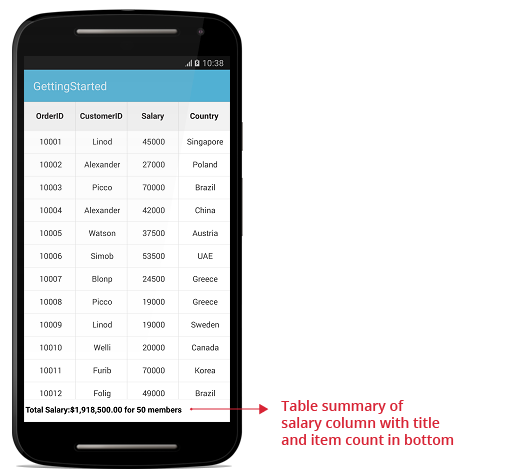 10:38
GettingStarted
OrderID CustomerID Salary Country
10001 Linod 45000 Singapore
10002 Alexander 27000 Poland
10003 Picco 70000 Brazil
10004 Alexander 42000 China
10005 Watson 37500 Austria
10006 Simob 53500 UAE
10007 Blonp 24500 Greece
10008 Picco 19000 Greece
10009 Linod 19000 Sweden
10010 Welli 20000 Canada
10011 Furib 70000 Korea
10012 Folig 49000 Brazil
Total Salary:$1,918,500.00 for 50 members
Table summary of
salary column with title
and item count in bottom